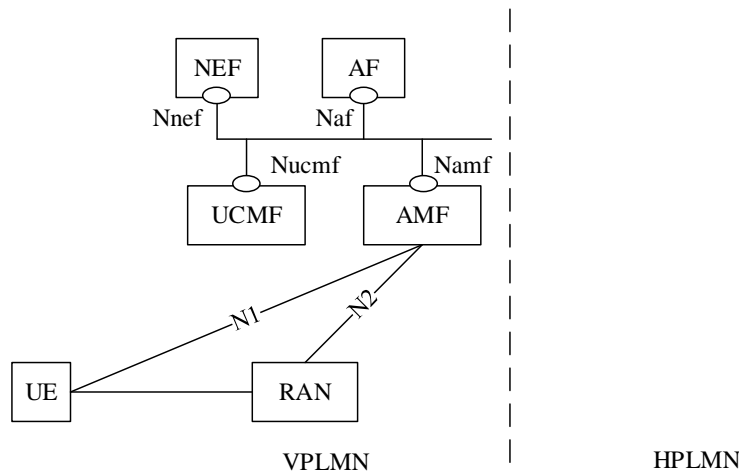 NEF
AF
Nnef
Naf
Nucmf
Namf
UCMF
AMF
N1
N2
UE
RAN
VPLMN
HPLMN